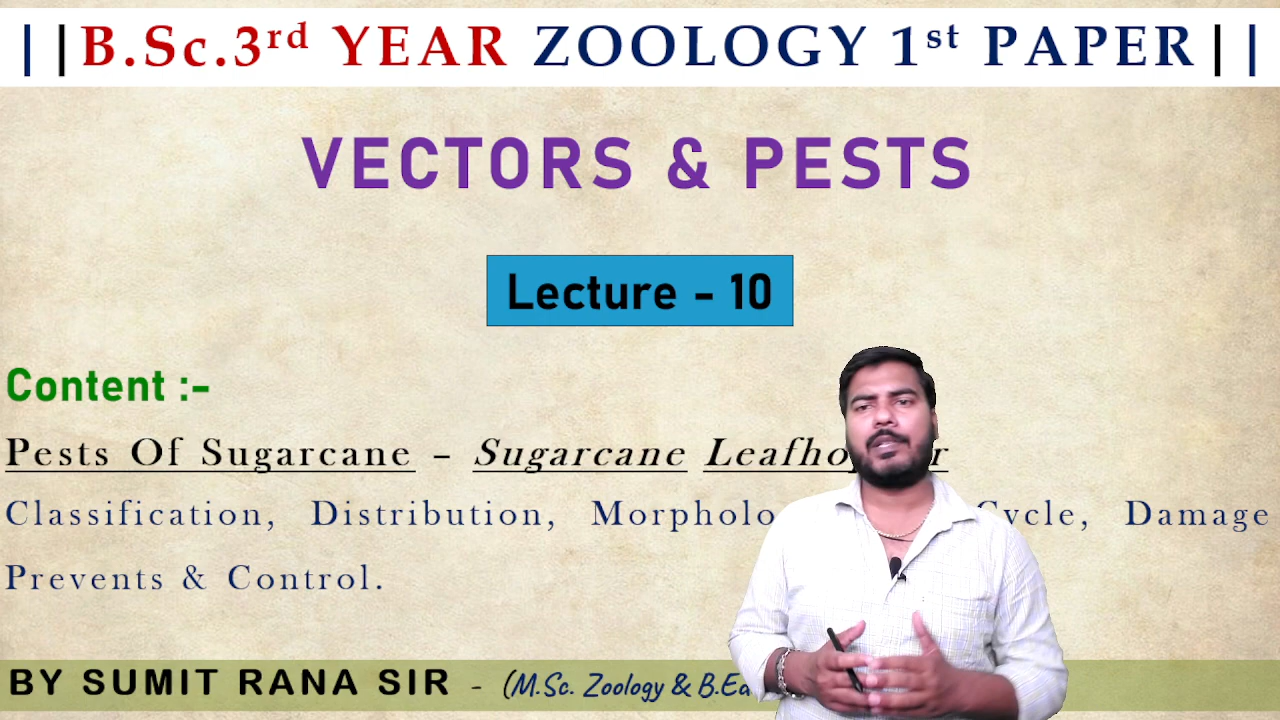 ||B.Sc.3rd YEAR ZOOLOGY 1st PAPER||
VECTORS & PESTS
Lecture - 10
Content :-
Pests Of Sugarcane – Sugarcane
Classification, Distribution, Cycle, Damage
Prevents & Control.
BY SUMIT RANA SIR - (M.Sc. Zoology &